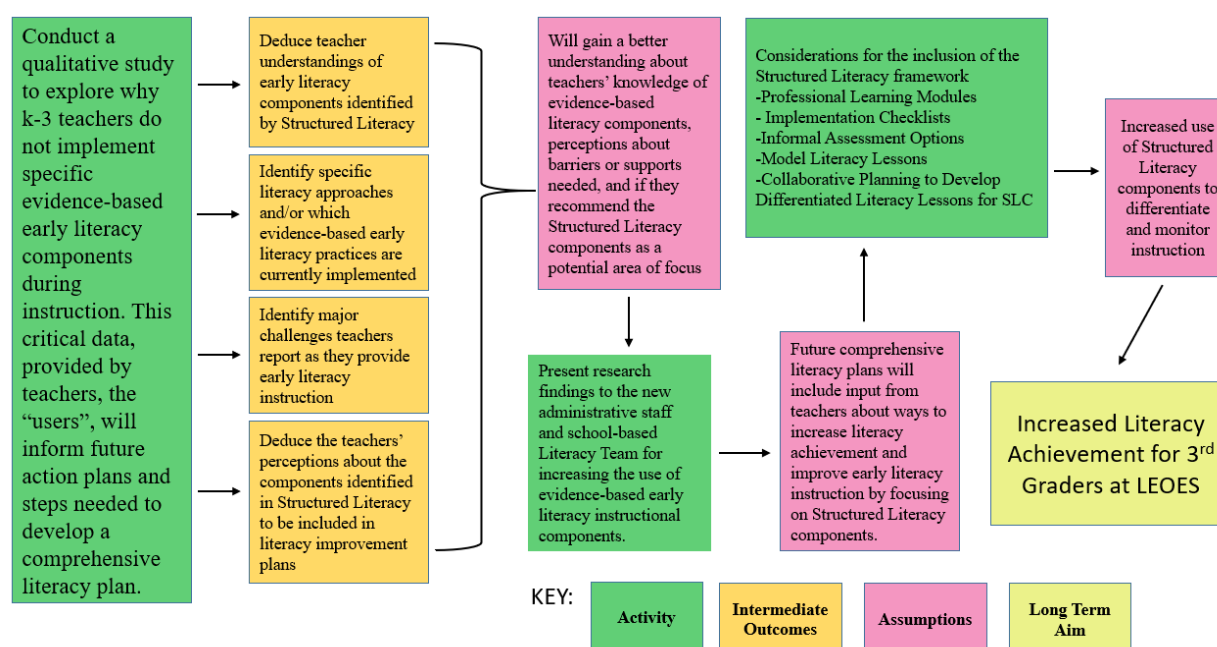 Conduct a
qualitative study
to explore why
k-3 teachers do
not implement
specific
evidence-based
early literacy
components
during
instruction. This
critical data,
provided by
teachers, the
“users”, will
inform future
action plans and
steps needed to
develop a
comprehensive
literacy plan.
Deduce teacher
understandings of
early literacy
components identified
by Structured Literacy
Identify specific
literacy approaches
and/or which
evidence-based early
literacy practices are
currently implemented
Identify major
challenges teachers
report as they provide
early literacy
instruction
Deduce the teachers’
perceptions about the
components identified
in Structured Literacy
to be included in
literacy improvement
plans
Will gain a better
understanding about
teachers’ knowledge of
evidence-based
literacy components,
perceptions about
barriers or supports
needed, and if they
recommend the
Structured Literacy
components as a
potential area of focus
Present research
findings to the new
administrative staff
and school-based
Literacy Team for
increasing the use of
evidence-based early
literacy instructional
components.
Future comprehensive
literacy plans will
include input from
teachers about ways to
increase literacy
achievement and
improve early literacy
instruction by focusing
on Structured Literacy
components.
Considerations for the inclusion of the
Structured Literacy framework
-Professional Learning Modules
- Implementation Checklists
-Informal Assessment Options
-Model Literacy Lessons
-Collaborative Planning to Develop
Differentiated Literacy Lessons for SLC
Increased use
of Structured
Literacy
components to
differentiate
and monitor
instruction
Increased Literacy
Achievement for 3rd
Graders at LEOES
KEY:
Activity
Intermediate
Outcomes
Assumptions
Long Term
Aim